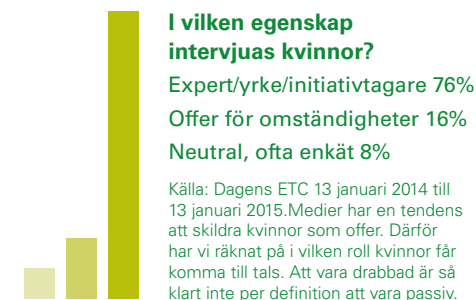 I vilken egenskap
intervjuas kvinnor?
Expert/yrke/initiativtagare 76%
Offer för omständigheter 16%
Neutral, ofta enkät 8%
Källa: Dagens ETC 13 januari 2014 till
13 januari 2015.Medier har en tendens
att skildra kvinnor som offer. Därför
har vi räknat på i vilken roll kvinnor får
komma till tals. Att vara drabbad är så
klart inte per definition att vara passiv.